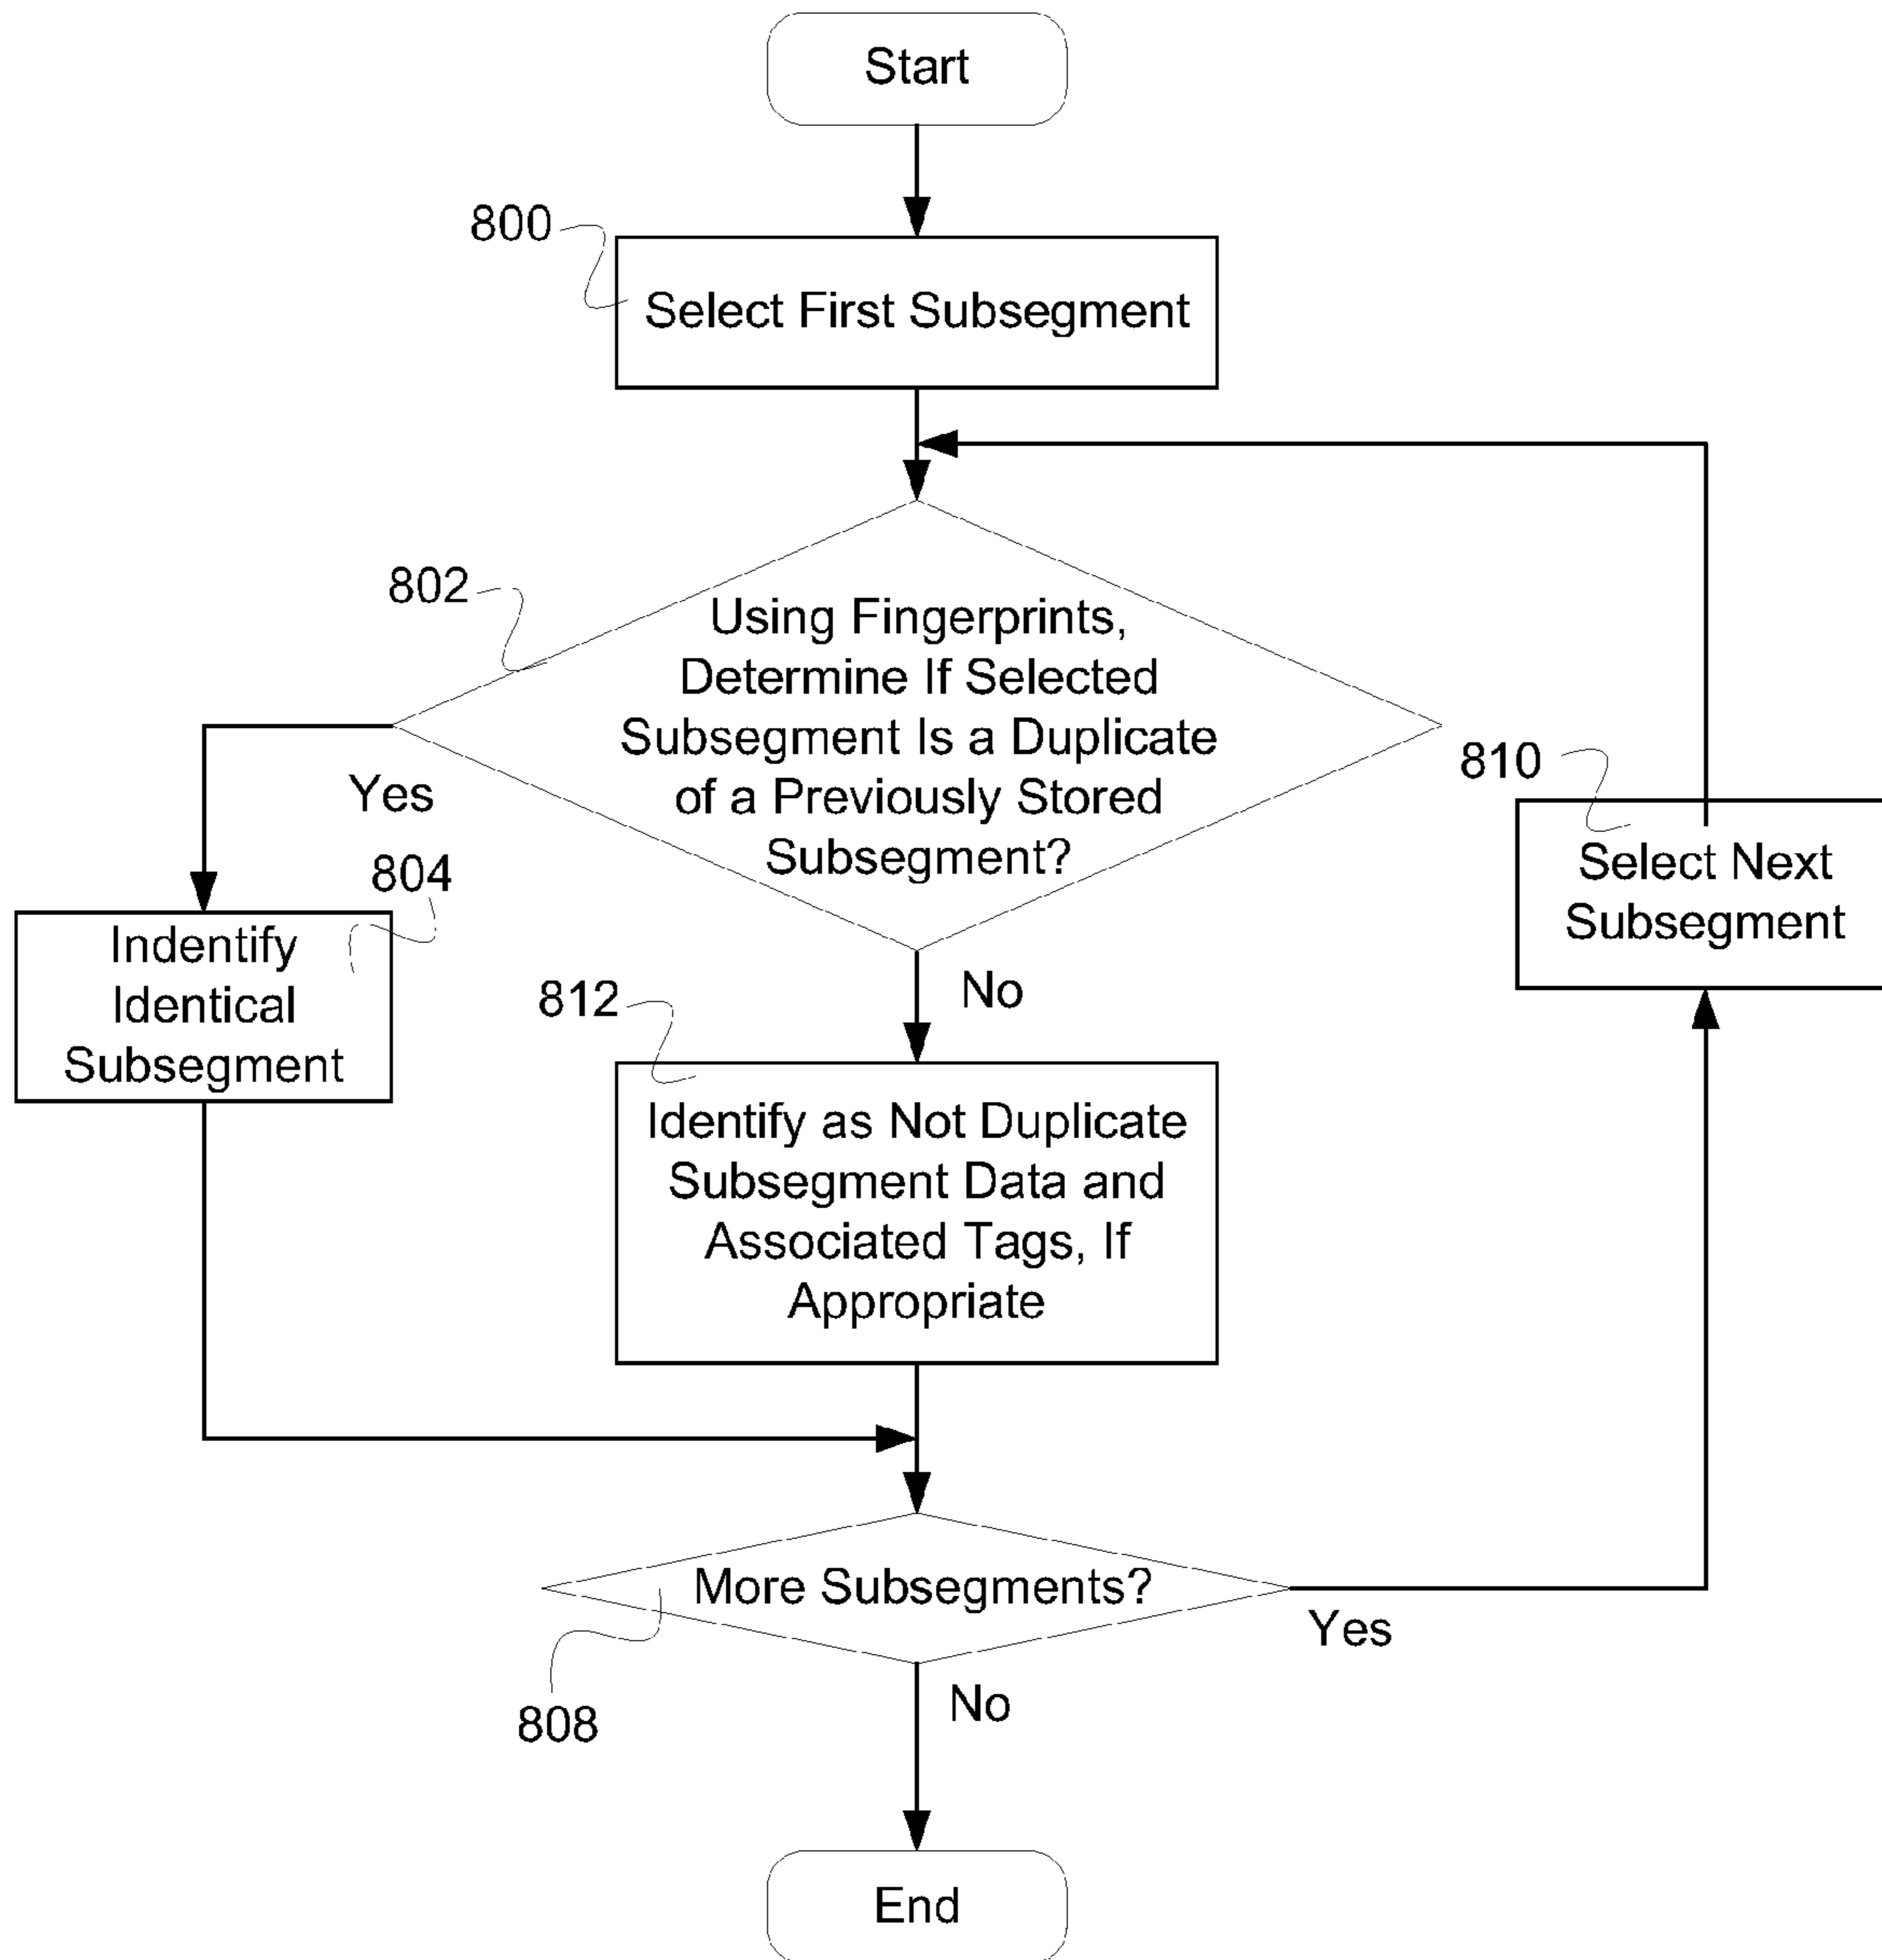 Start
800
Select First Subsegment
802
Using Fingerprints,
Determine If Selected
Subsegment Is a Duplicate
of a Previously Stored
Subsegment?
Yes
804
Indentify
Identical
Subsegment
810
Select Next
Subsegment
No
812
Identify as Not Duplicate
Subsegment Data and
Associated Tags, If
Appropriate
More Subsegments?
Yes
808
No
End